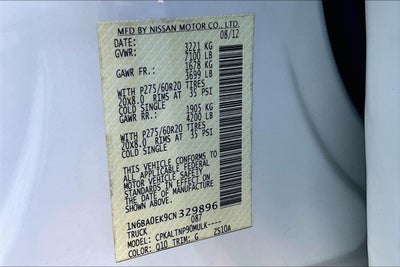 MFD BY NISSAN MOTOR CO., LTD.
DATE: 08/12
GVWR: 3221 KG
7100 LB
GAWR FR.: 1678 KG
3699 LB
WITH P275/60R20 TIRES
20X8.0 RIMS AT 35 PSI
COLD SINGLE
GAWR RR.: 1905 KG
4200 LB
WITH P275/60R20 TIRES
20X8.0 RIMS AT 35 PSI
COLD SINGLE
THIS VEHICLE CONFORMS TO
ALL APPLICABLE FEDERAL
MOTOR VEHICLE SAFETY
STANDARDS IN EFFECT ON
THE DATE OF MANUFACTURE
SHOWN ABOVE.
1N6BA0EK9CN 329896
TRUCK 087
MODEL: CPKALTNP90MULK----
COLOR: Q10 TRIM: G ZS10A